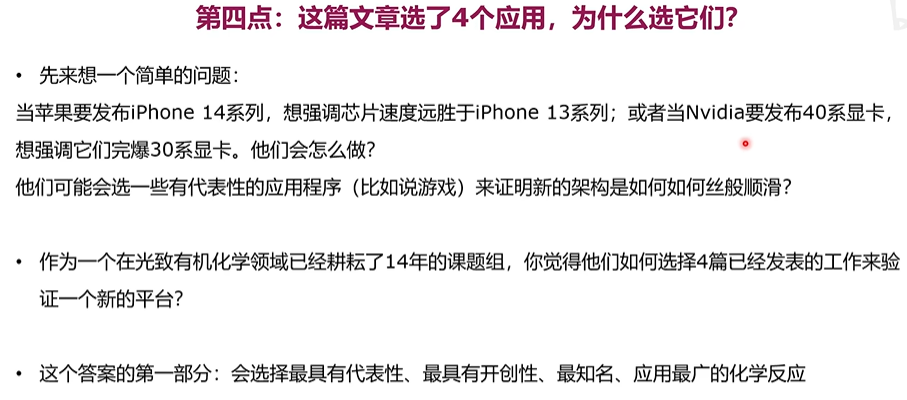 第四点：这篇文章选了4个应用，为什么选它们？
• 先来想一个简单的问题：
当苹果要发布iPhone 14系列，想强调芯片速度远胜于iPhone 13系列；或者当Nvidia要发布40系显卡，
想强调它们完爆30系显卡。他们会怎么做？
他们可能会选一些有代表性的应用程序（比如说游戏）来证明新的架构是如何如何丝般顺滑？
• 作为一个在光致有机化学领域已经耕耘了14年的课题组，你觉得他们如何选择4篇已经发表的工作来验
证一个新的平台？
• 这个答案的第一部分：会选择最具有代表性、最具有开创性、最知名、应用最广的化学反应